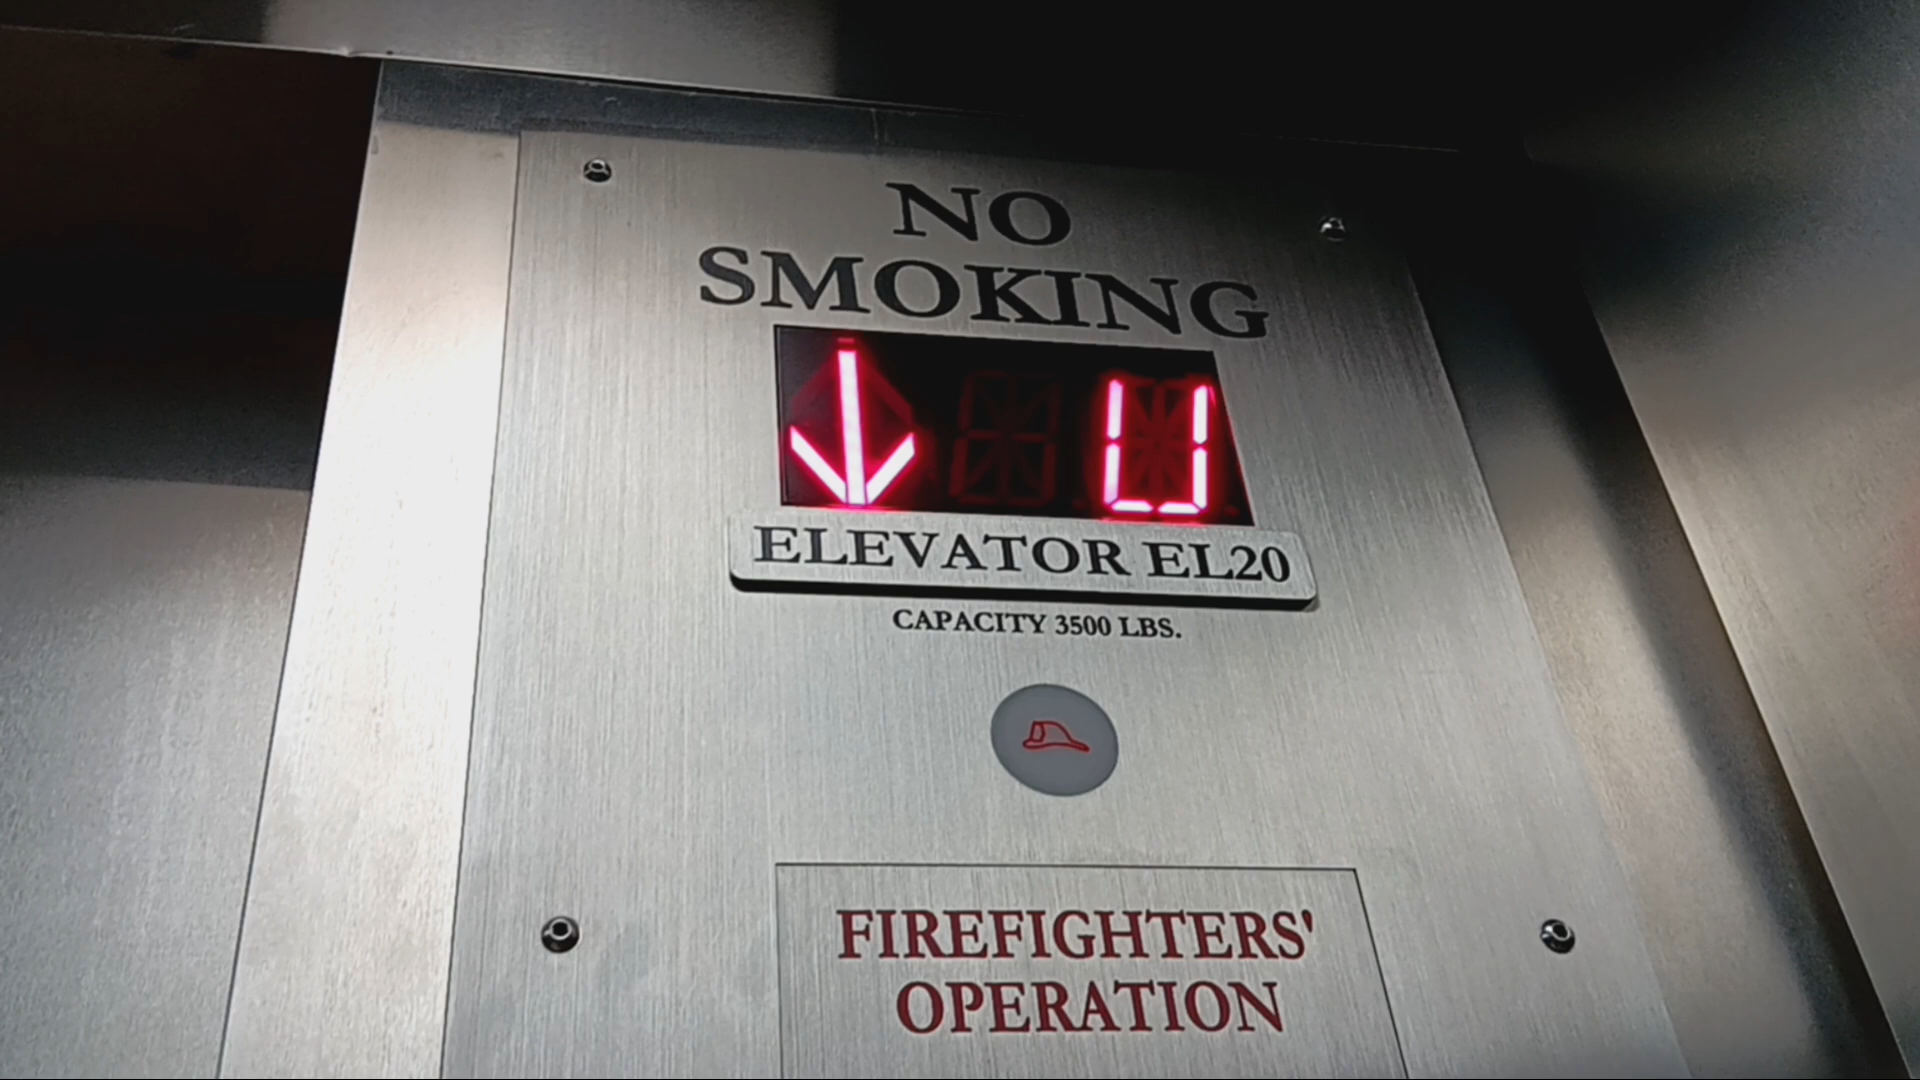 NO
SMOKING
↓ U
ELEVATOR EL20
CAPACITY 3500 LBS.
FIREFIGHTERS'
OPERATION